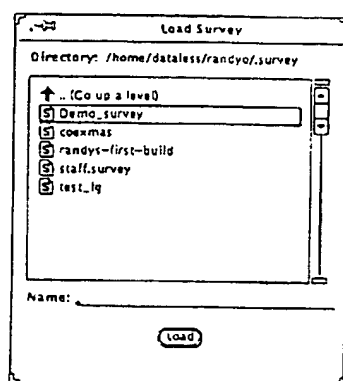 Load Survey
Directory: /home/dataless/randyo/.survey
.. (Go up a level)
S Demo_survey
S coexmas
S randys-first-build
S staff.survey
S test_lg
Name:
Load